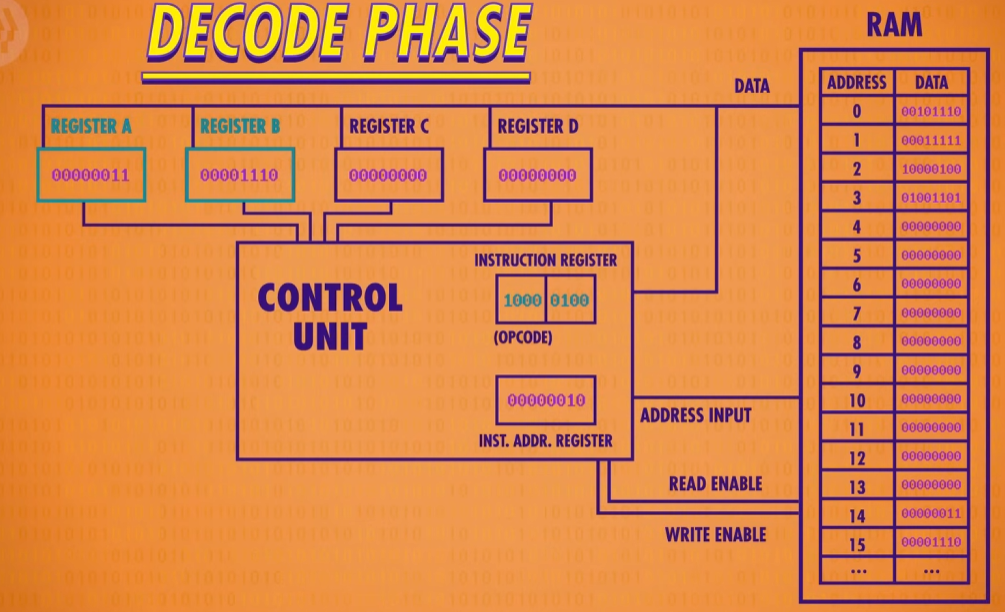 DECODE PHASE
RAM
DATA
ADDRESS DATA
REGISTER A REGISTER B REGISTER C REGISTER D
00000011 00001110 00000000 00000000
0 00101110
1 00011111
2 10000100
3 01001101
4 00000000
5 00000000
6 00000000
7 00000000
8 00000000
9 00000000
10 00000000
11 00000000
12 00000000
13 00000000
14 00000011
15 00001110
... ...
CONTROL
UNIT
INSTRUCTION REGISTER
1000 0100
(OPCODE)
00000010
INST. ADDR. REGISTER
ADDRESS INPUT
READ ENABLE
WRITE ENABLE